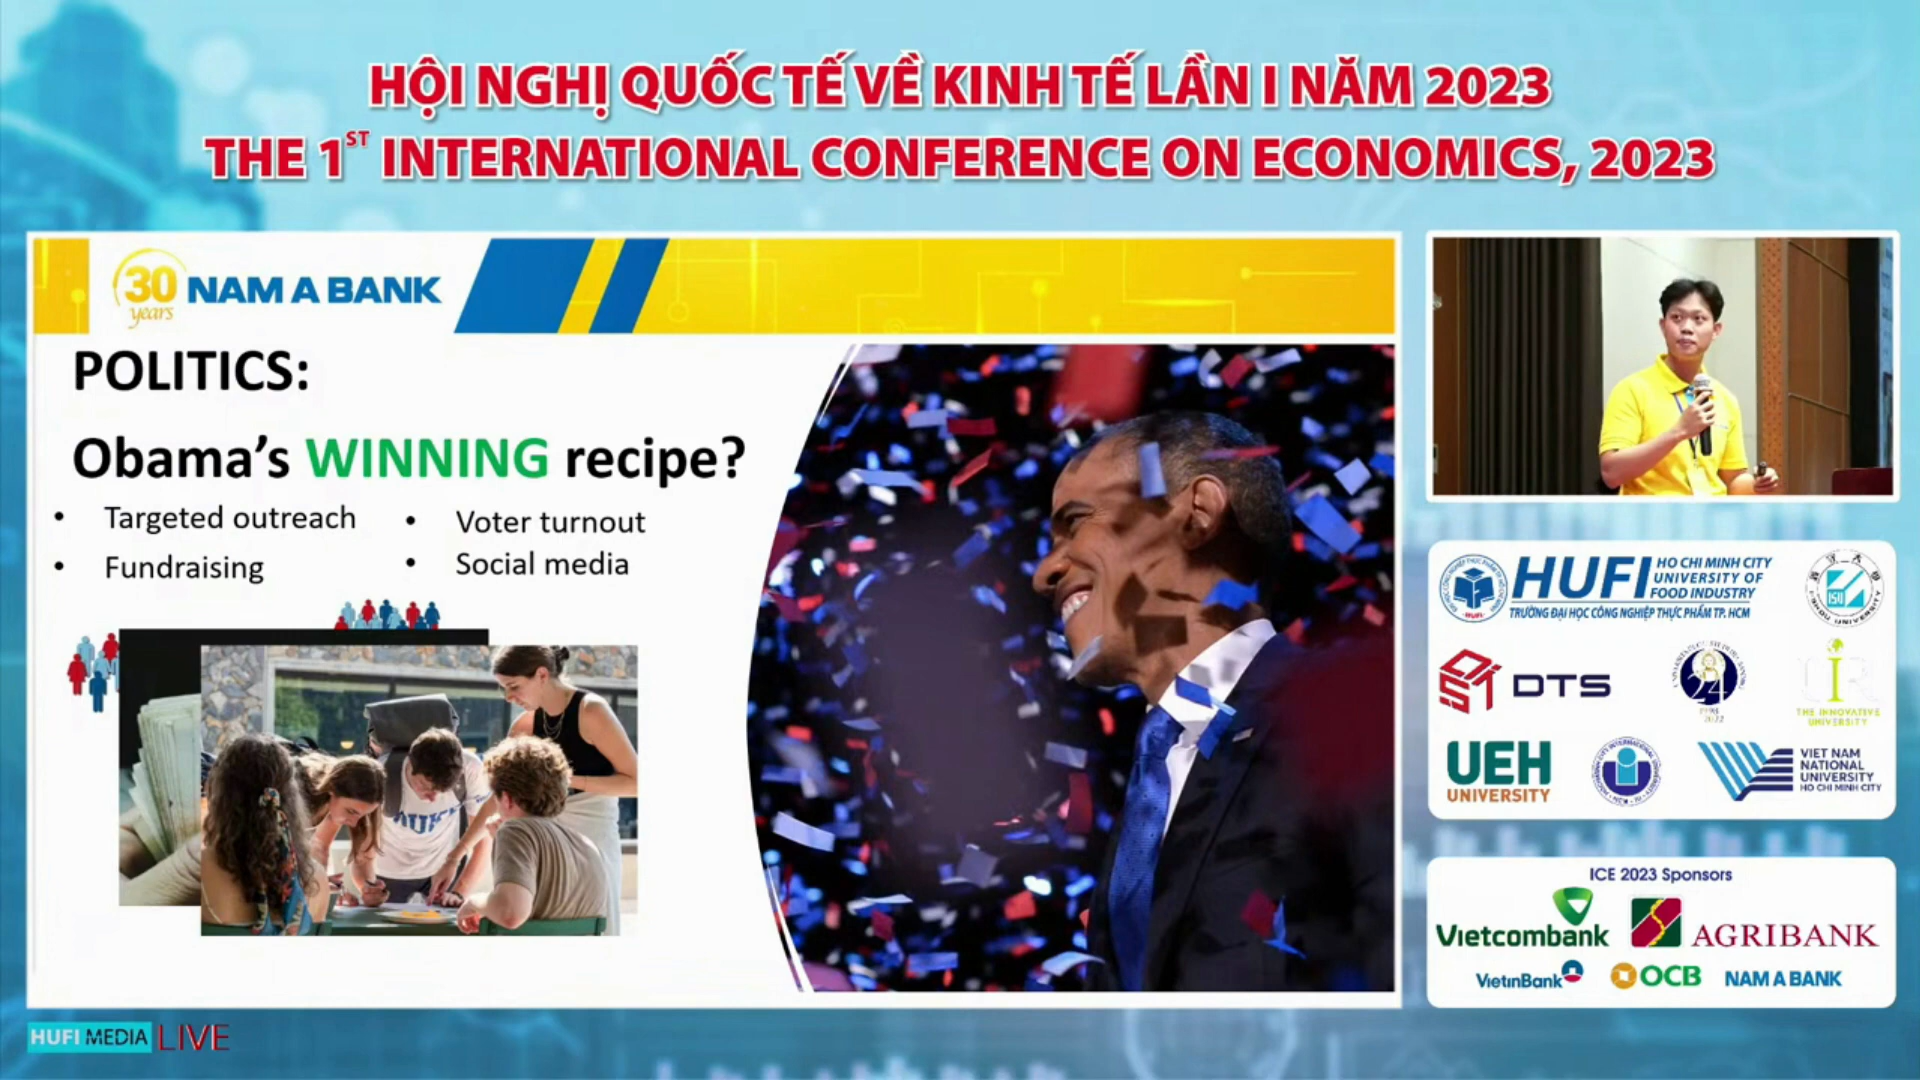 HỘI NGHỊ QUỐC TẾ VỀ KINH TẾ LẦN I NĂM 2023
THE 1ST INTERNATIONAL CONFERENCE ON ECONOMICS, 2023
30 years NAM A BANK
POLITICS:
Obama's WINNING recipe?
• Targeted outreach
• Fundraising
• Voter turnout
• Social media
DUKE
HUFI
HO CHI MINH CITY
UNIVERSITY OF
FOOD INDUSTRY
TRƯỜNG ĐẠI HỌC CÔNG NGHIỆP THỰC PHẨM TP. HCM
HUFI
ISU
DTS
24
THE INNOVATIVE
UNIVERSITY
UEH
UNIVERSITY
VIET NAM
NATIONAL
UNIVERSITY
HO CHI MINH CITY
ICE 2023 Sponsors
Vietcombank
AGRIBANK
VietinBank
OCB
NAM A BANK
HUFI MEDIA LIVE